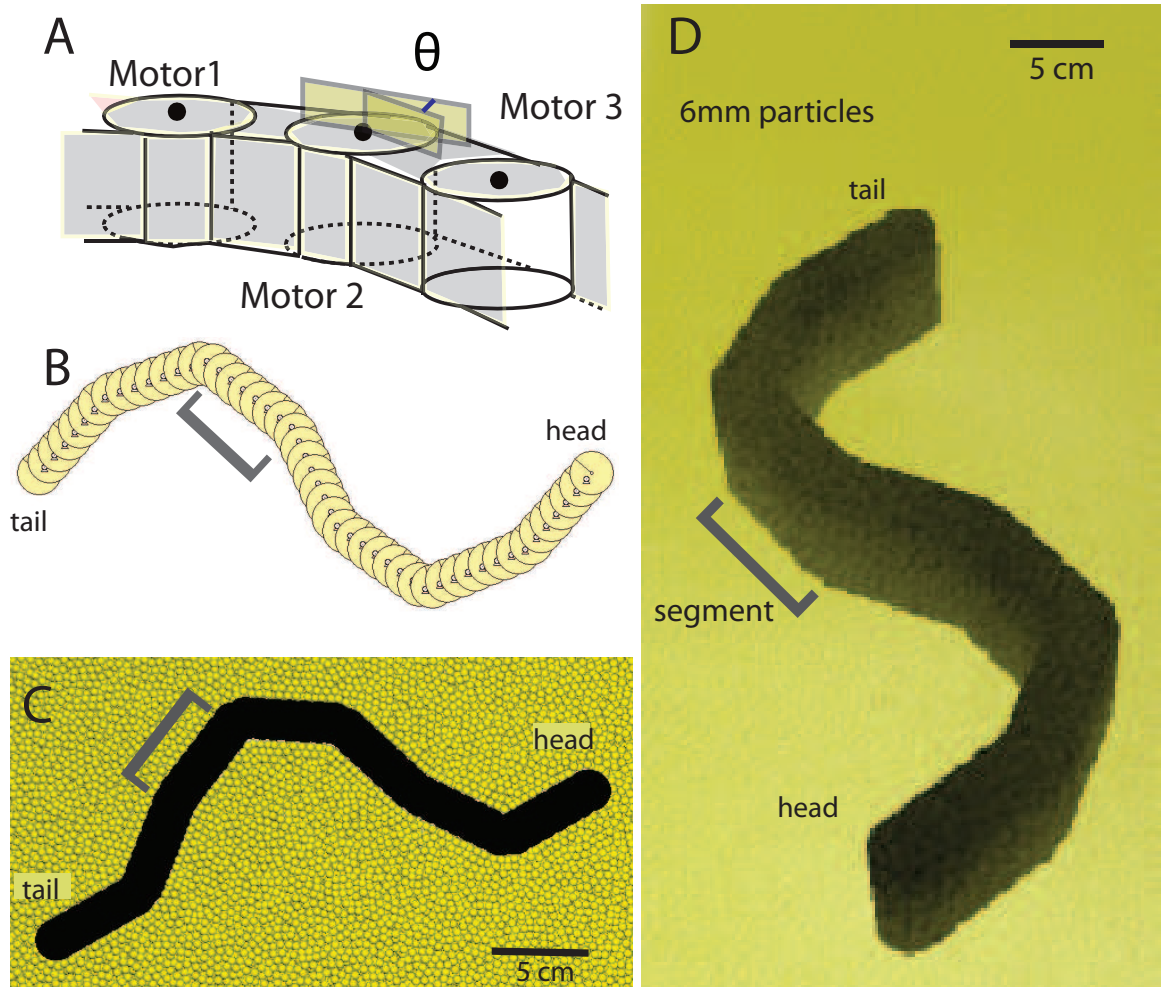 A
θ
Motor1
Motor 3
Motor 2
B
head
tail
C
head
tail
5 cm
D
5 cm
6mm particles
tail
segment
head